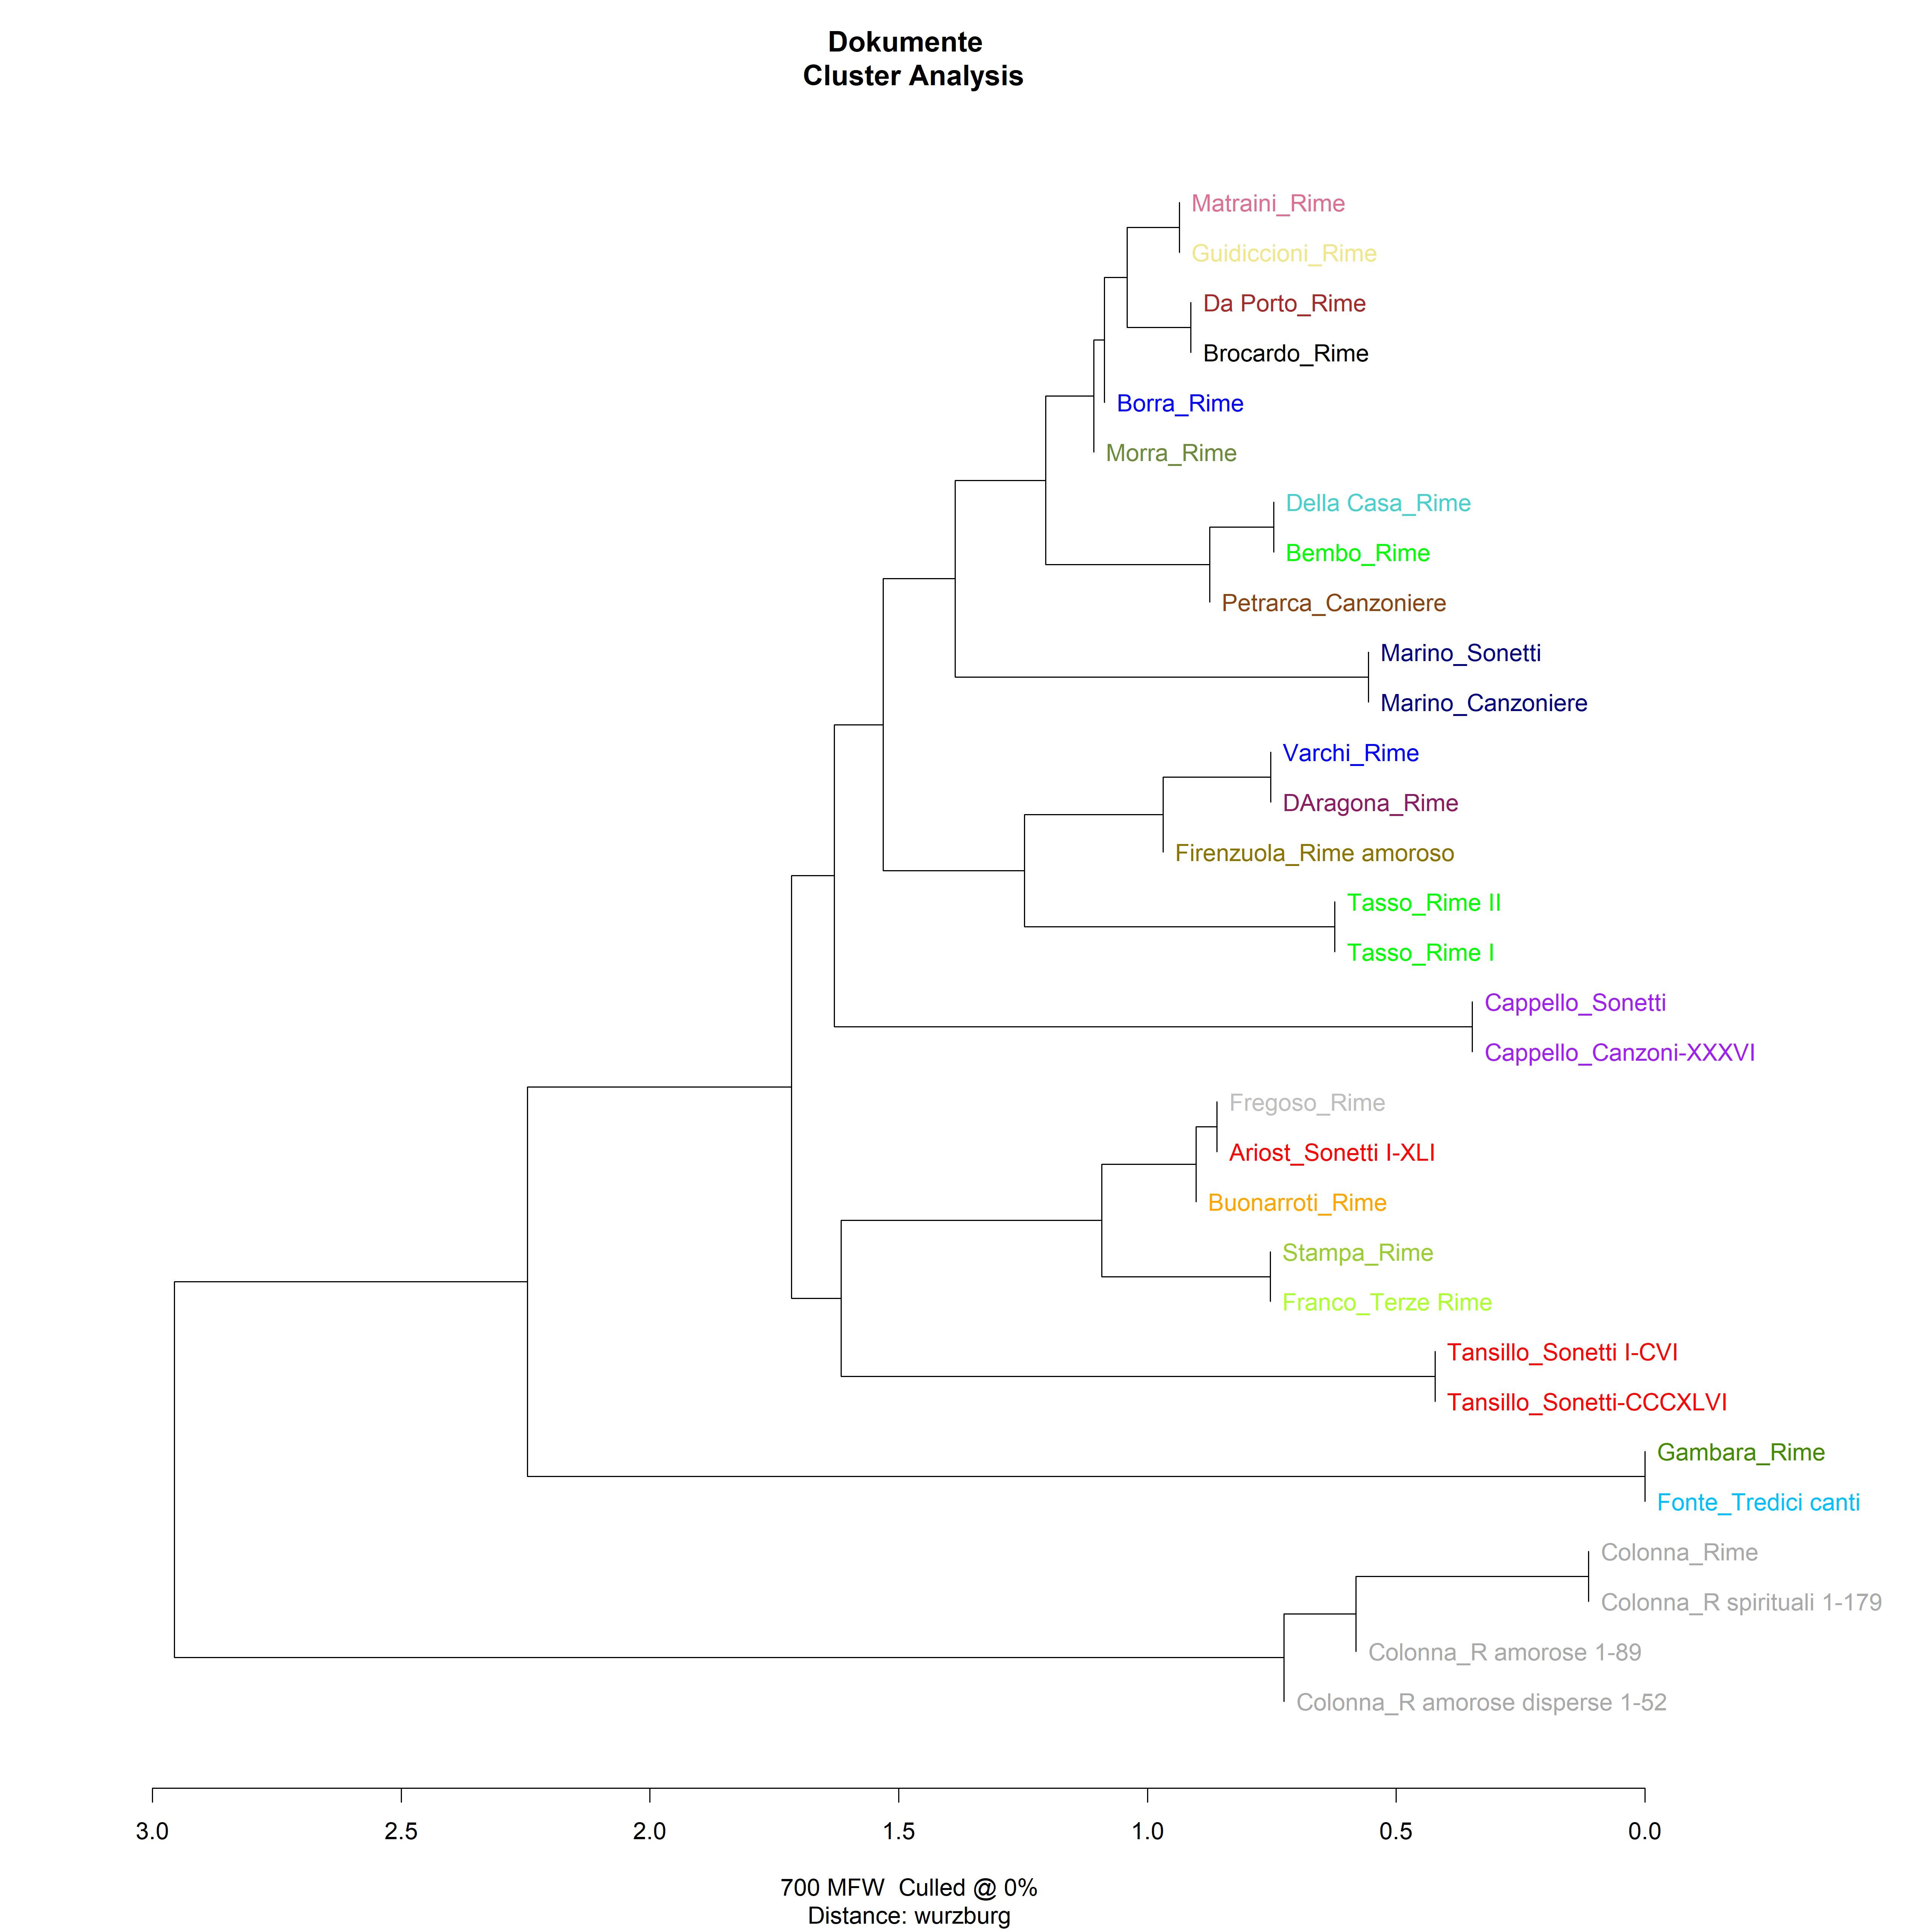 Dokumente
Cluster Analysis
Matraini_Rime
Guidiccioni_Rime
Da Porto_Rime
Brocardo_Rime
Borra_Rime
Morra_Rime
Della Casa_Rime
Bembo_Rime
Petrarca_Canzoniere
Marino_Sonetti
Marino_Canzoniere
Varchi_Rime
DAragona_Rime
Firenzuola_Rime amoroso
Tasso_Rime II
Tasso_Rime I
Cappello_Sonetti
Cappello_Canzoni-XXXVI
Fregoso_Rime
Ariost_Sonetti I-XLI
Buonarroti_Rime
Stampa_Rime
Franco_Terze Rime
Tansillo_Sonetti I-CVI
Tansillo_Sonetti-CCCXLVI
Gambara_Rime
Fonte_Tredici canti
Colonna_Rime
Colonna_R spirituali 1-179
Colonna_R amorose 1-89
Colonna_R amorose disperse 1-52
3.0 2.5 2.0 1.5 1.0 0.5 0.0
700 MFW  Culled @ 0%
Distance: wurzburg